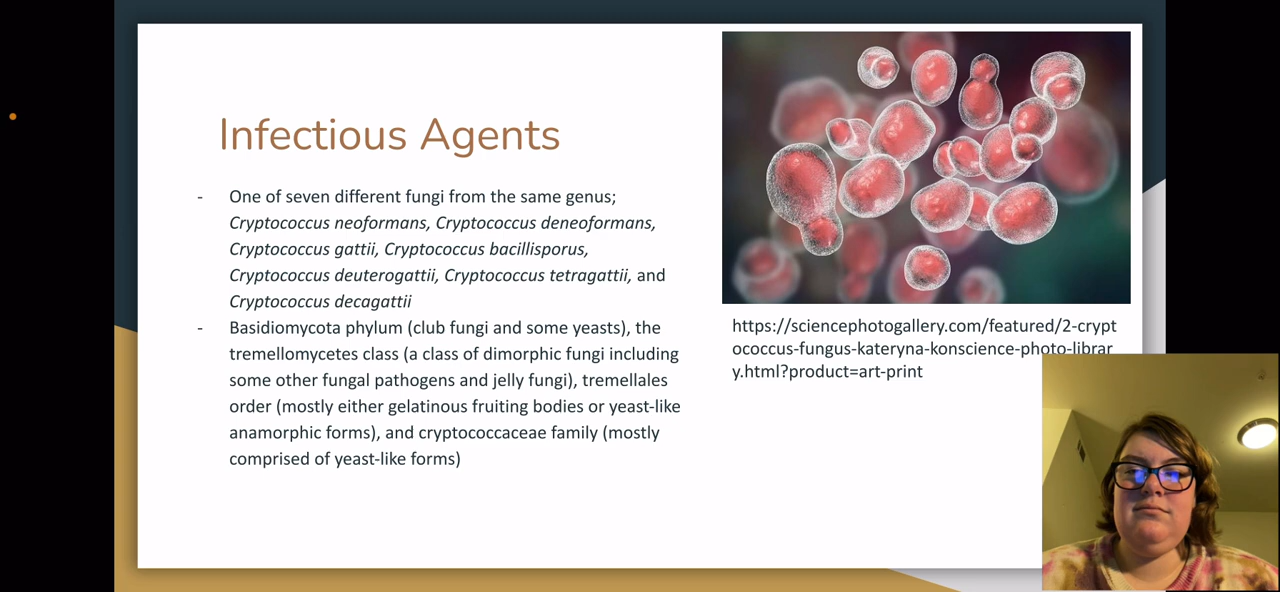 Infectious Agents
- One of seven different fungi from the same genus;
Cryptococcus neoformans, Cryptococcus deneoformans,
Cryptococcus gattii, Cryptococcus bacillisporus,
Cryptococcus deuterogattii, Cryptococcus tetragattii, and
Cryptococcus decagattii
- Basidiomycota phylum (club fungi and some yeasts), the
tremellomycetes class (a class of dimorphic fungi including
some other fungal pathogens and jelly fungi), tremellales
order (mostly either gelatinous fruiting bodies or yeast-like
anamorphic forms), and cryptococcaceae family (mostly
comprised of yeast-like forms)
https://sciencephotogallery.com/featured/2-crypt
ococcus-fungus-kateryna-konscience-photo-librar
y.html?product=art-print